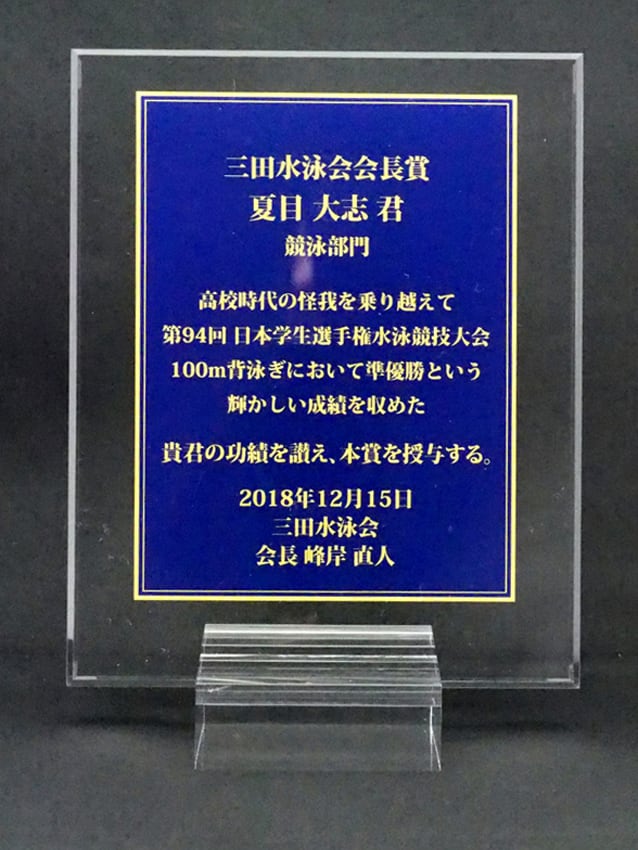 三田水泳会会長賞
夏目 大志 君
競泳部門
高校時代の怪我を乗り越えて
第94回 日本学生選手権水泳競技大会
100m背泳ぎにおいて準優勝という
輝かしい成績を収めた
貴君の功績を讃え、本賞を授与する。
2018年12月15日
三田水泳会
会長 峰岸 直人